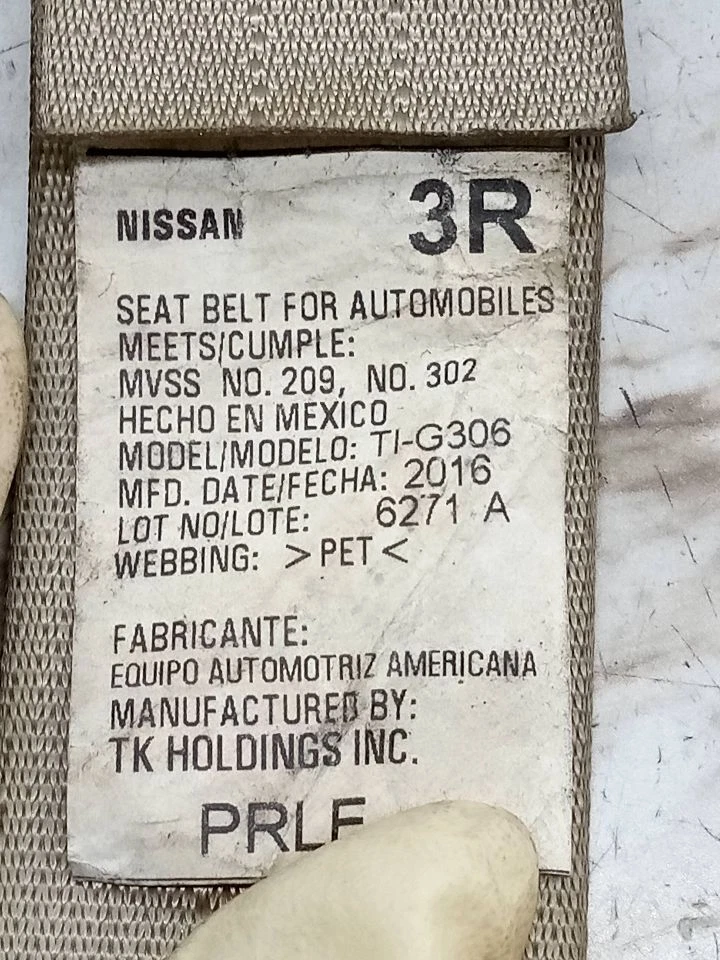 NISSAN 3R
SEAT BELT FOR AUTOMOBILES
MEETS/CUMPLE:
MVSS NO. 209, NO. 302
HECHO EN MEXICO
MODEL/MODELO: TI-G306
MFD. DATE/FECHA: 2016
LOT NO/LOTE: 6271 A
WEBBING: >PET<
FABRICANTE:
EQUIPO AUTOMOTRIZ AMERICANA
MANUFACTURED BY:
TK HOLDINGS INC.